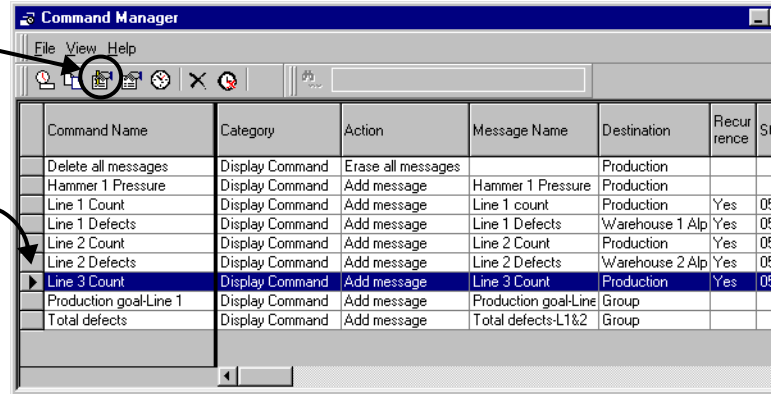 Command Manager
File View Help
Command Name Category Action Message Name Destination Recur rence
Delete all messages Display Command Erase all messages Production
Hammer 1 Pressure Display Command Add message Hammer 1 Pressure Production
Line 1 Count Display Command Add message Line 1 count Production Yes 05
Line 1 Defects Display Command Add message Line 1 Defects Warehouse 1 Alp Yes 05
Line 2 Count Display Command Add message Line 2 Count Production Yes 05
Line 2 Defects Display Command Add message Line 2 Defects Warehouse 2 Alp Yes 05
Line 3 Count Display Command Add message Line 3 Count Production Yes 05
Production goal-Line 1 Display Command Add message Production goal-Line Group
Total defects Display Command Add message Total defects-L1&2 Group